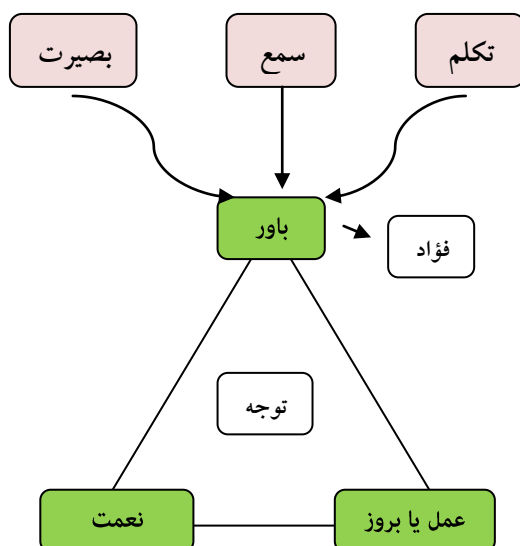 تکلم
سمع
بصیرت
باور
فؤاد
توجه
عمل یا بروز
نعمت